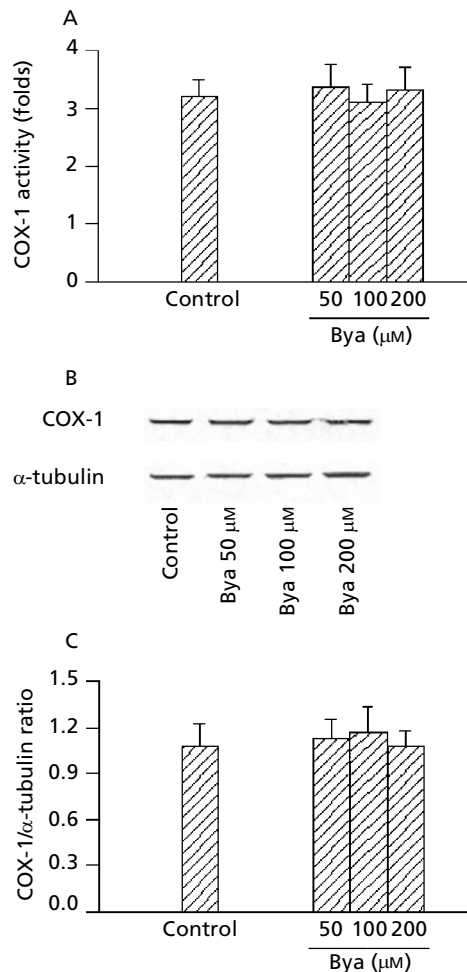 A
COX-1 activity (folds)
4
3
2
1
0
Control
50 100 200
Bya (μM)
B
COX-1
α-tubulin
Control
Bya 50 μM
Bya 100 μM
Bya 200 μM
C
COX-1/α-tubulin ratio
1.5
1.2
0.9
0.6
0.3
0.0
Control
50 100 200
Bya (μM)